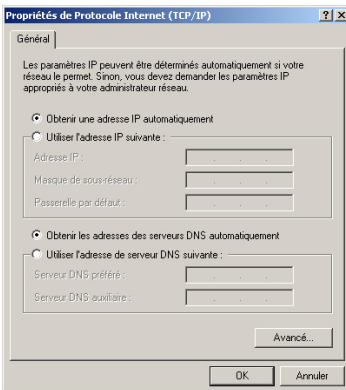 Propriétés de Protocole Internet (TCP/IP)
Général
Les paramètres IP peuvent être déterminés automatiquement si votre
réseau le permet. Sinon, vous devez demander les paramètres IP
appropriés à votre administrateur réseau.
Obtenir une adresse IP automatiquement
Utiliser l'adresse IP suivante :
Adresse IP :
Masque de sous-réseau :
Passerelle par défaut :
Obtenir les adresses des serveurs DNS automatiquement
Utiliser l'adresse de serveur DNS suivante :
Serveur DNS préféré :
Serveur DNS auxiliaire :
Avancé...
OK
Annuler